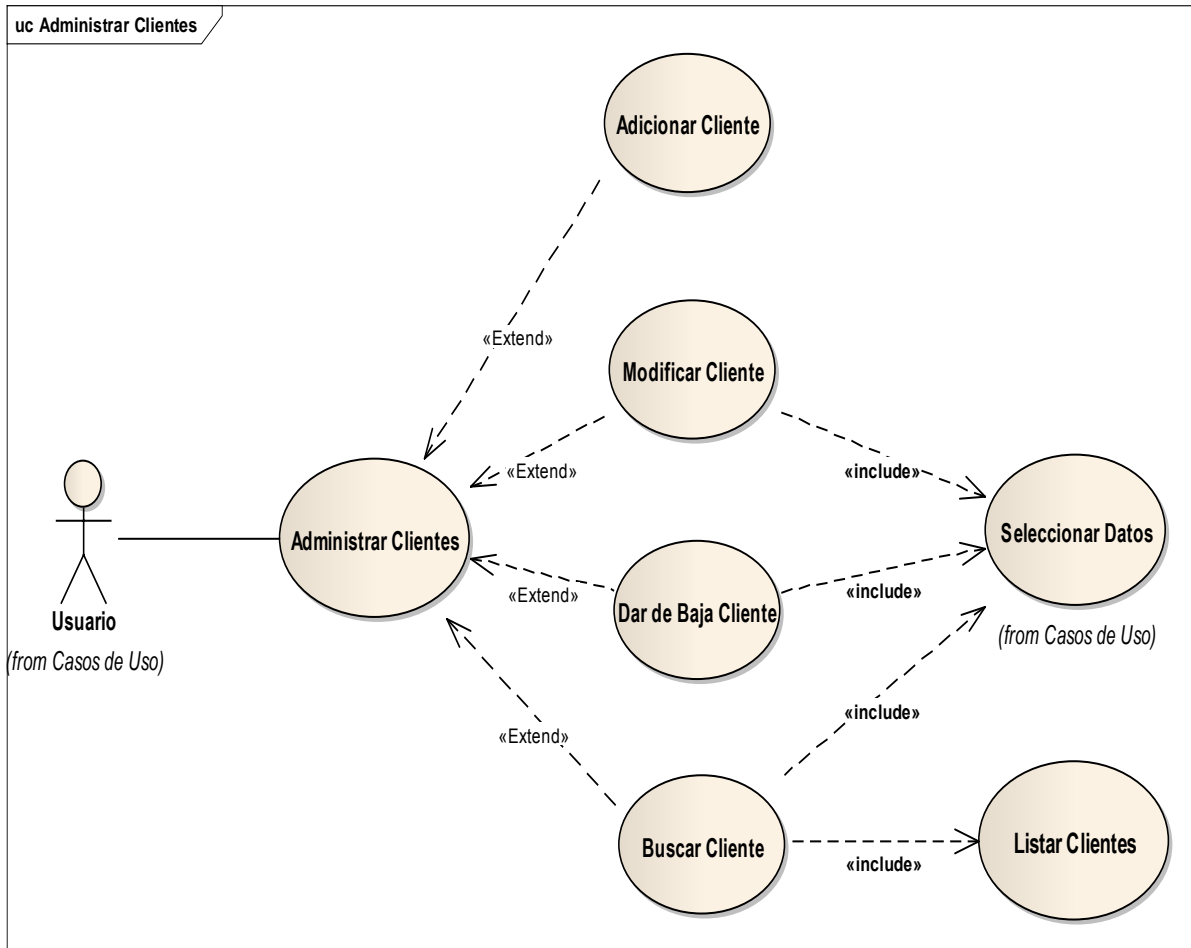 uc Administrar Clientes
Adicionar Cliente
«Extend»
Modificar Cliente
«Extend»
«include»
Administrar Clientes
Seleccionar Datos
(from Casos de Uso)
Usuario
(from Casos de Uso)
«Extend»
Dar de Baja Cliente
«include»
«include»
«Extend»
Buscar Cliente
«include»
Listar Clientes